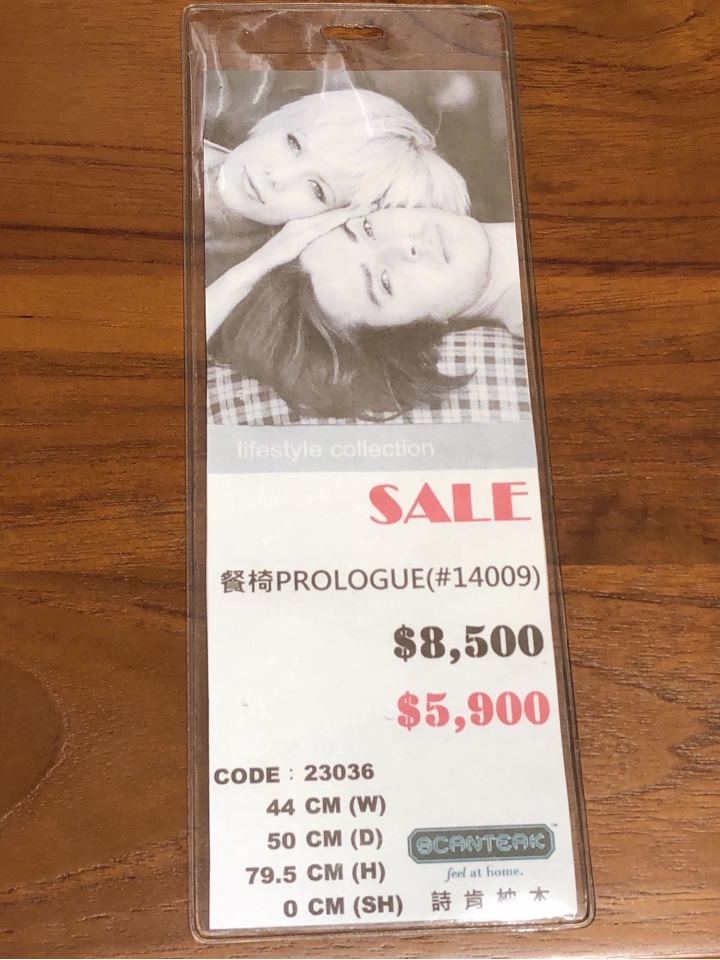 lifestyle collection
SALE
餐椅PROLOGUE(#14009)
$8,500
$5,900
CODE : 23036
44 CM (W)
50 CM (D)
79.5 CM (H)
0 CM (SH)
SCANTEAK™
feel at home.
詩肯柚木